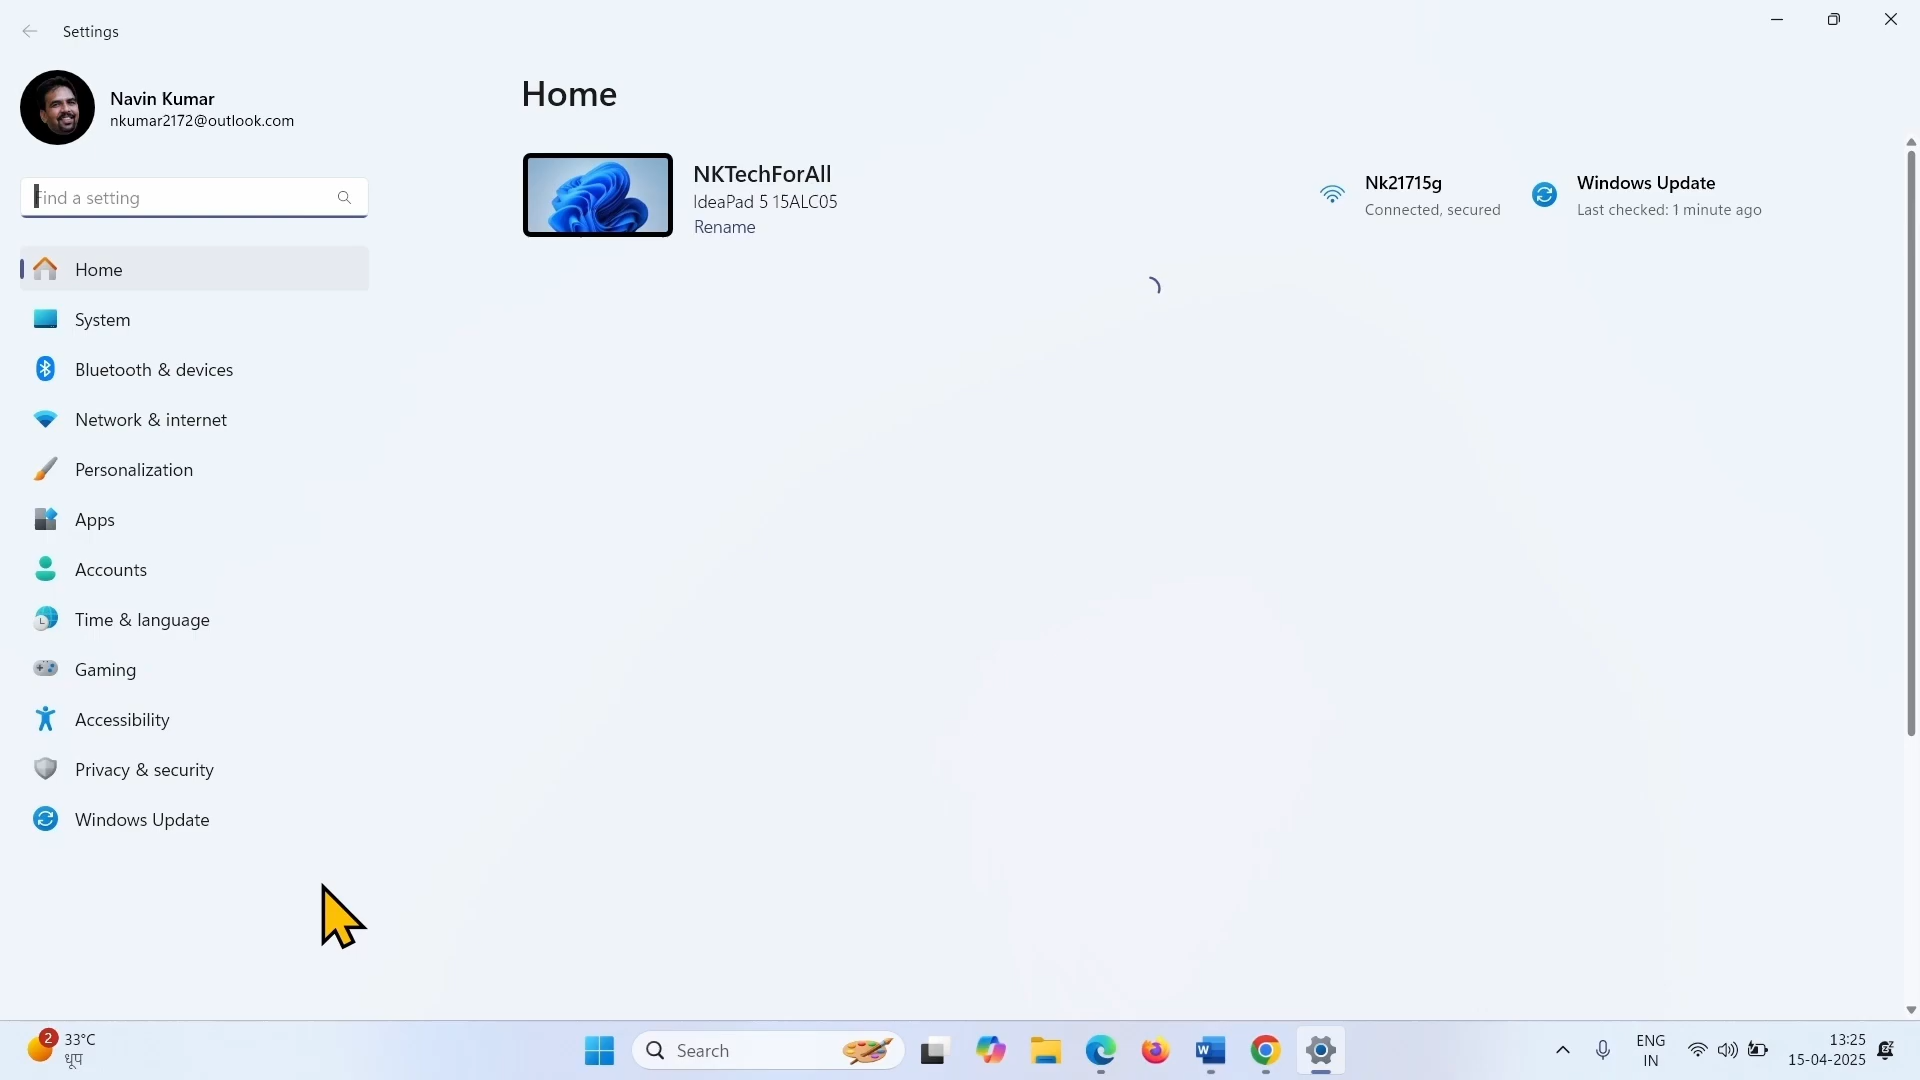 Settings
Navin Kumar
nkumar2172@outlook.com
Find a setting
Home
System
Bluetooth & devices
Network & internet
Personalization
Apps
Accounts
Time & language
Gaming
Accessibility
Privacy & security
Windows Update
Home
NKTechForAll
IdeaPad 5 15ALC05
Rename
Nk21715g
Connected, secured
Windows Update
Last checked: 1 minute ago
2
33°C
धूप
Search
ENG
IN
13:25
15-04-2025